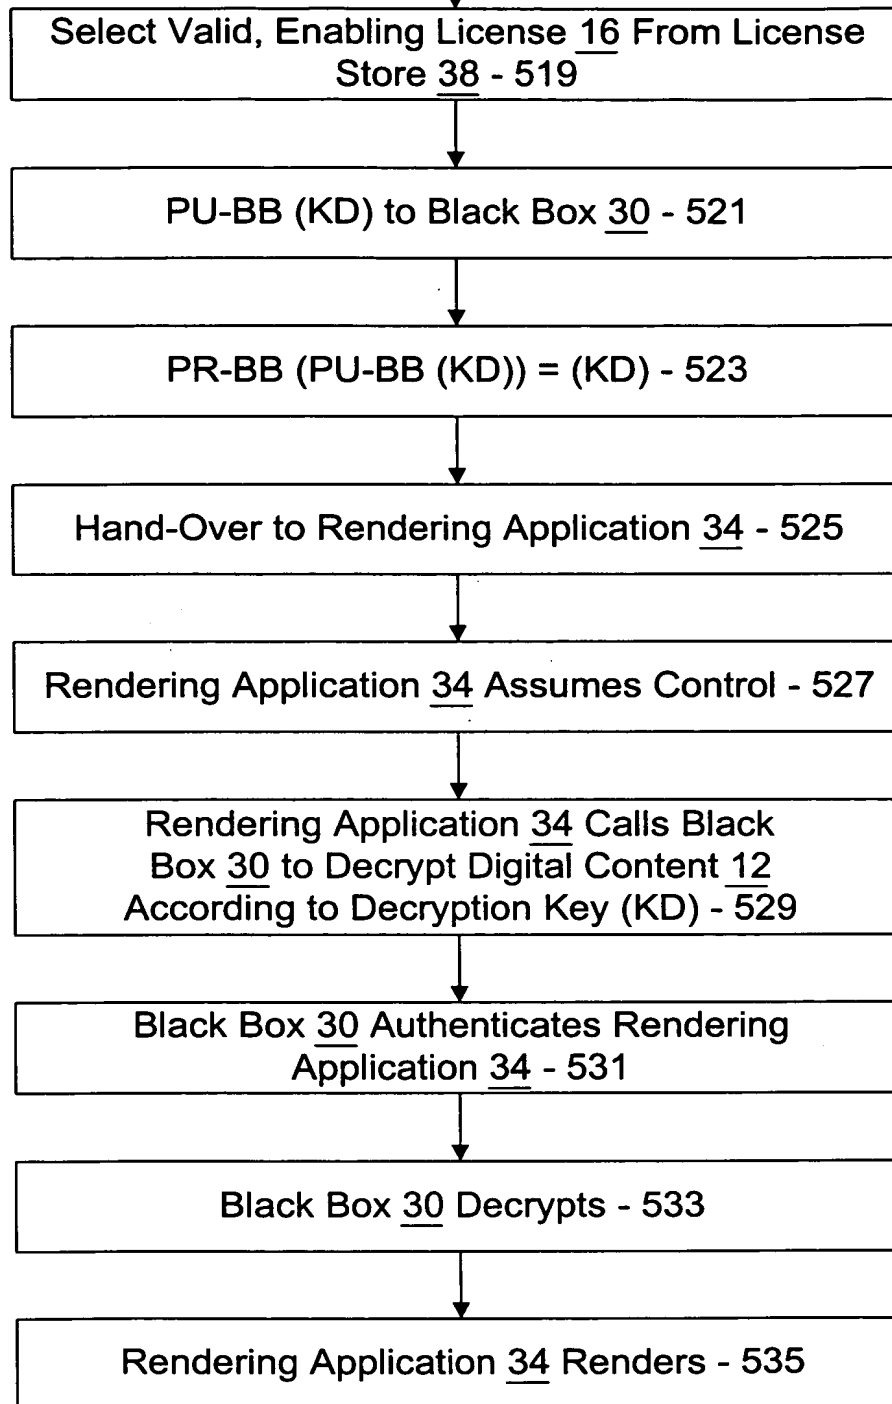 Select Valid, Enabling License 16 From License
Store 38 - 519
PU-BB (KD) to Black Box 30 - 521
PR-BB (PU-BB (KD)) = (KD) - 523
Hand-Over to Rendering Application 34 - 525
Rendering Application 34 Assumes Control - 527
Rendering Application 34 Calls Black
Box 30 to Decrypt Digital Content 12
According to Decryption Key (KD) - 529
Black Box 30 Authenticates Rendering
Application 34 - 531
Black Box 30 Decrypts - 533
Rendering Application 34 Renders - 535